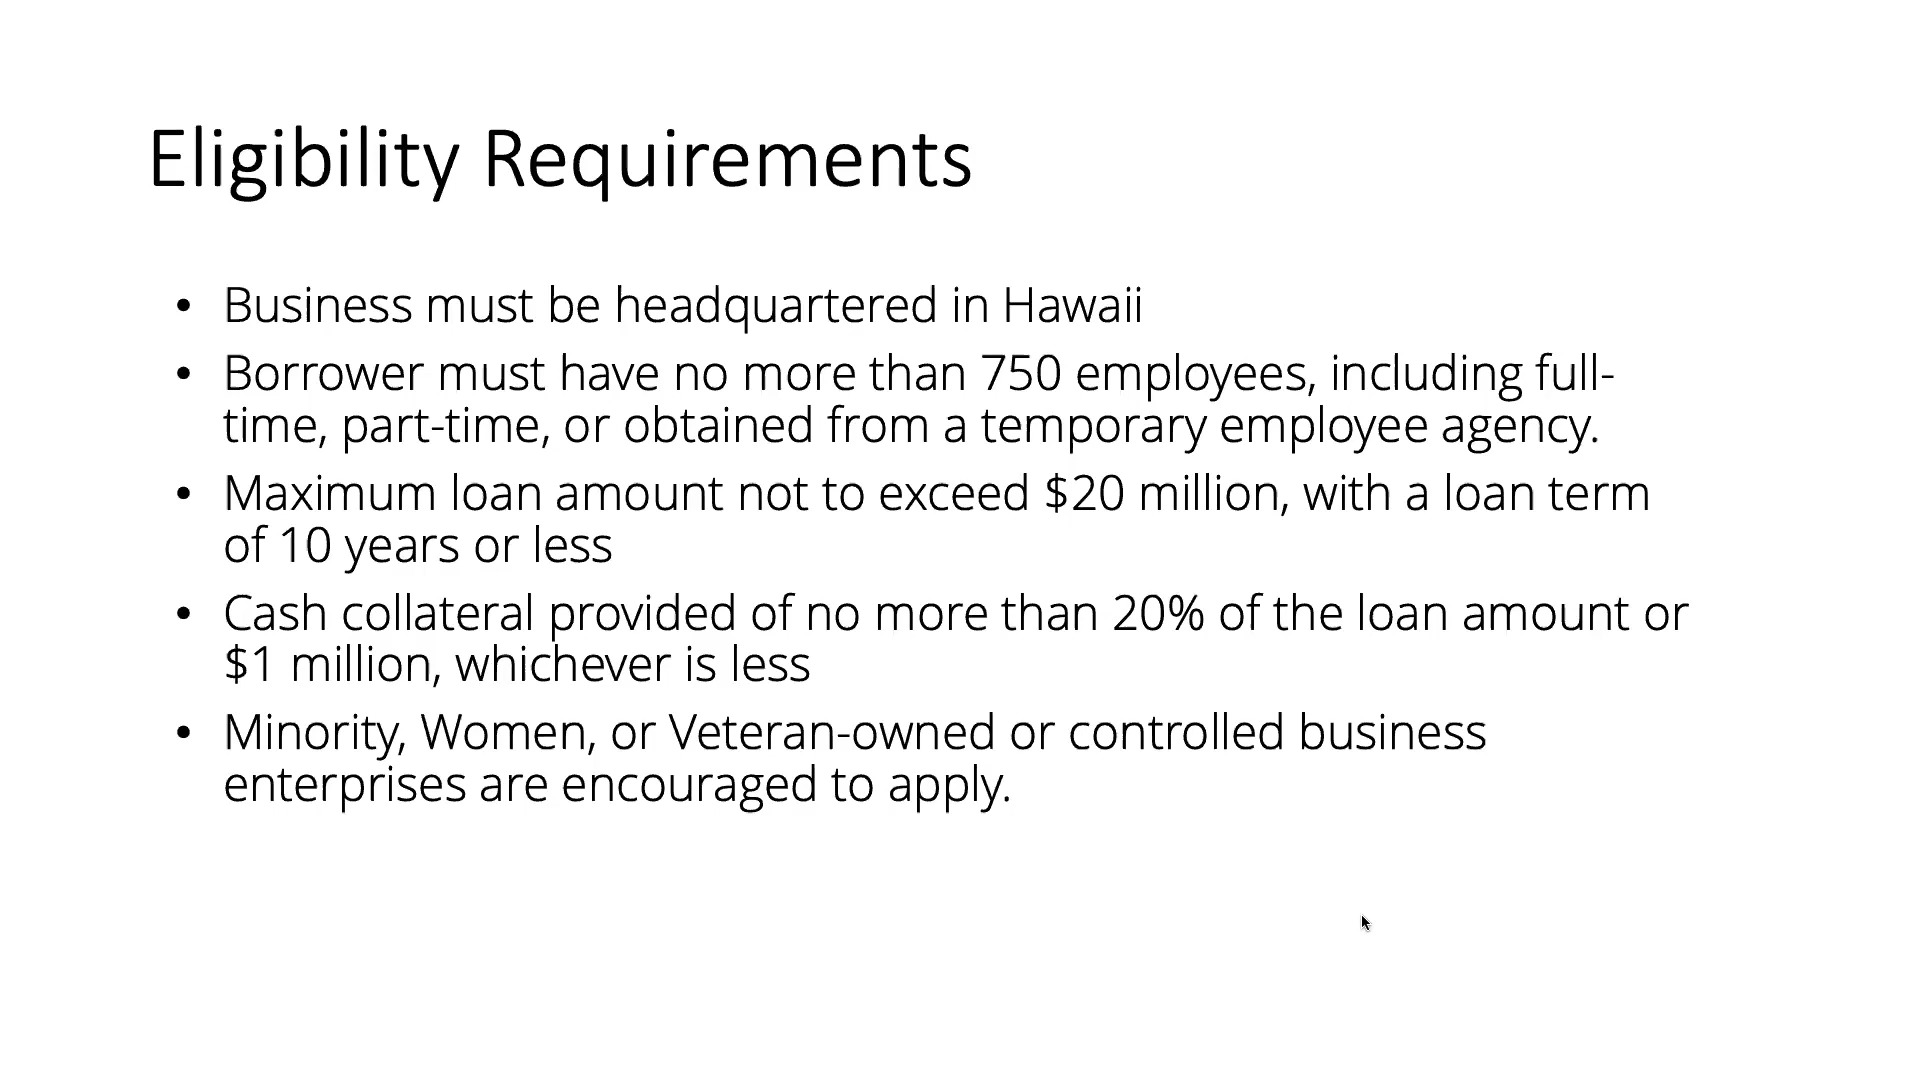 Eligibility Requirements
• Business must be headquartered in Hawaii
• Borrower must have no more than 750 employees, including full-
time, part-time, or obtained from a temporary employee agency.
• Maximum loan amount not to exceed $20 million, with a loan term
of 10 years or less
• Cash collateral provided of no more than 20% of the loan amount or
$1 million, whichever is less
• Minority, Women, or Veteran-owned or controlled business
enterprises are encouraged to apply.